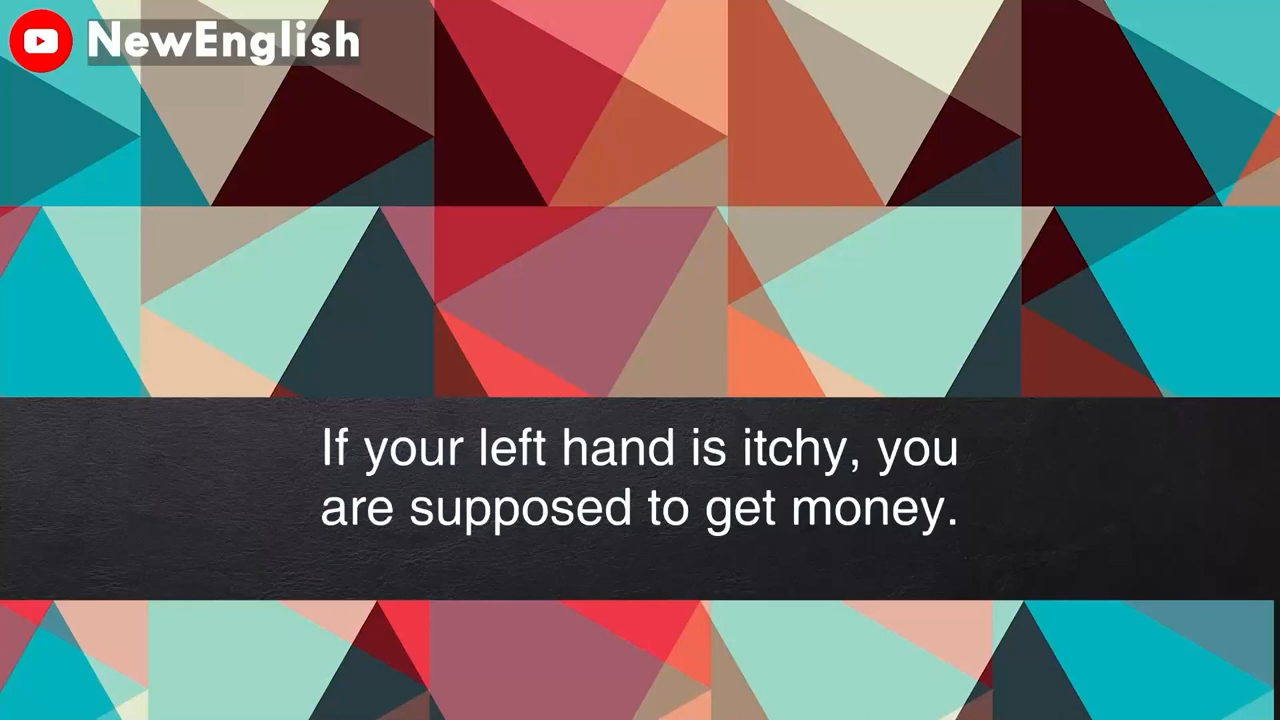 NewEnglish
If your left hand is itchy, you
are supposed to get money.